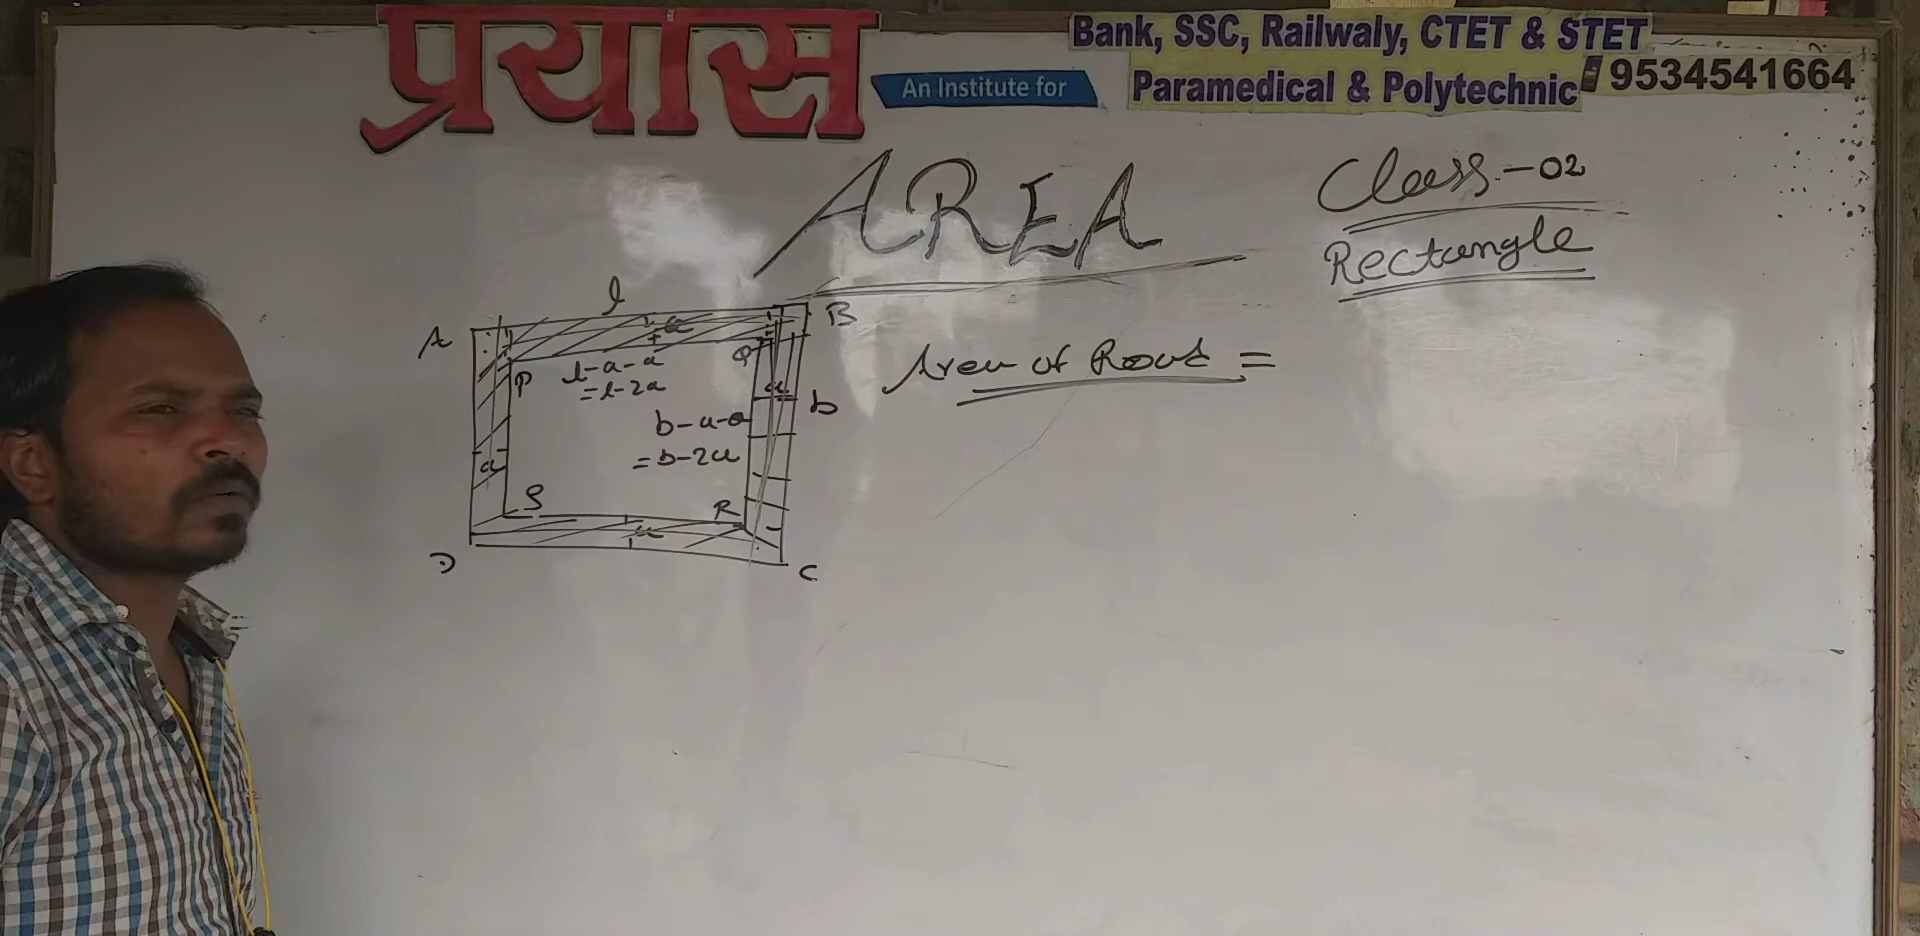 प्रयास
An Institute for
Bank, SSC, Railwaly, CTET & STET
Paramedical & Polytechnic 9534541664
AREA
Class - 02
Rectangle
A l B
a
P l-a-a Q
=l-2a
a b
b-a-a
=b-2a
a
S R
a
D C
Area of Road =